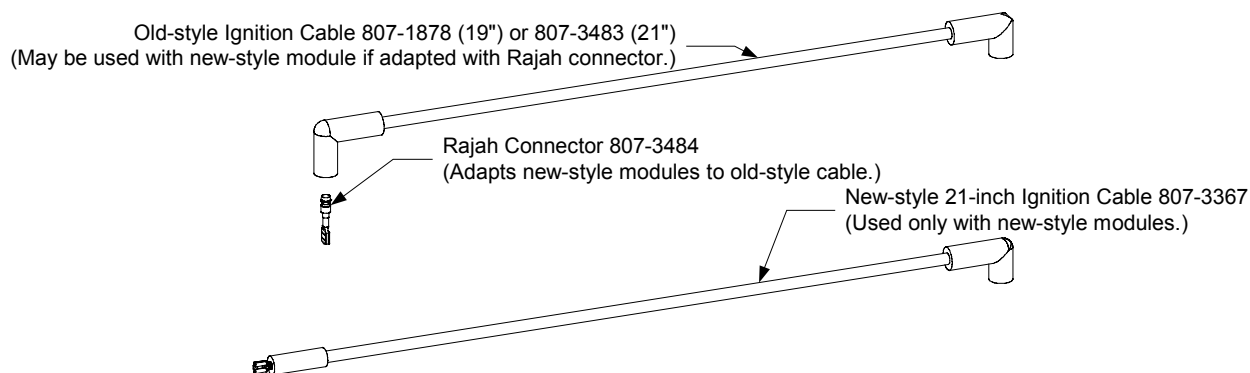 Old-style Ignition Cable 807-1878 (19") or 807-3483 (21")
(May be used with new-style module if adapted with Rajah connector.)
Rajah Connector 807-3484
(Adapts new-style modules to old-style cable.)
New-style 21-inch Ignition Cable 807-3367
(Used only with new-style modules.)